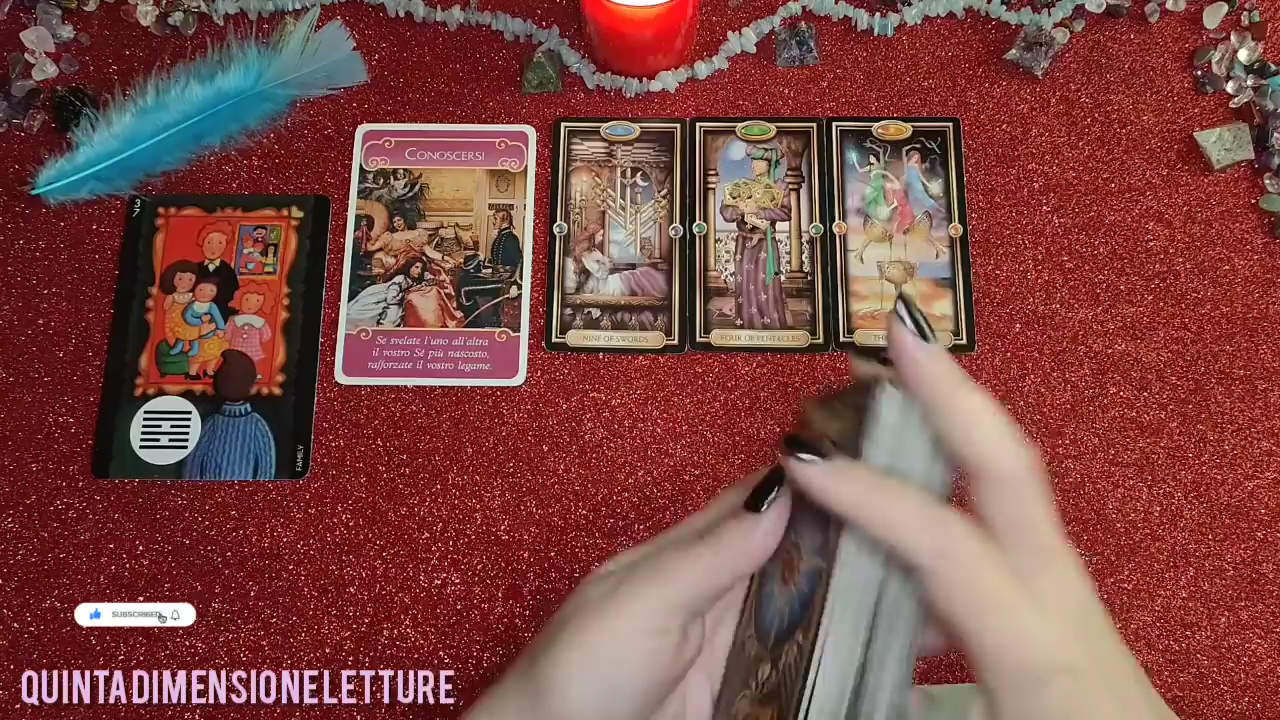 3
7
FAMILY
CONOSCERSI
Se svelate l'uno all'altra
il vostro Sé più nascosto,
rafforzate il vostro legame.
NINE OF SWORDS
FOUR OF PENTACLES
SUBSCRIBED
QUINTADIMENSIONELETTURE